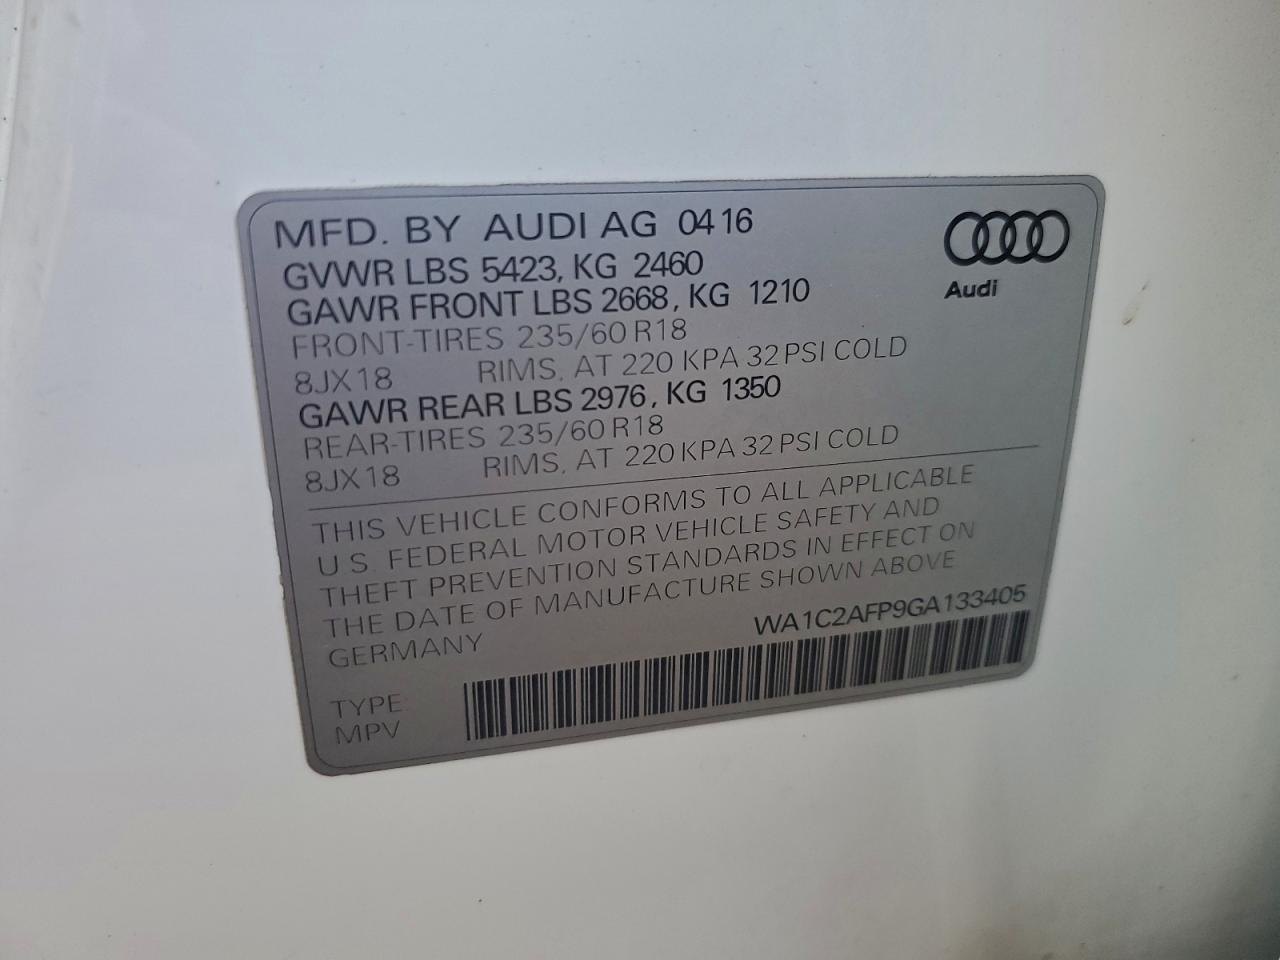 MFD. BY AUDI AG 0416
GVWR LBS 5423, KG 2460
GAWR FRONT LBS 2668, KG 1210
FRONT-TIRES 235/60 R18
8JX18 RIMS, AT 220 KPA 32 PSI COLD
GAWR REAR LBS 2976, KG 1350
REAR-TIRES 235/60 R18
8JX18 RIMS, AT 220 KPA 32 PSI COLD
Audi
THIS VEHICLE CONFORMS TO ALL APPLICABLE
U.S. FEDERAL MOTOR VEHICLE SAFETY AND
THEFT PREVENTION STANDARDS IN EFFECT ON
THE DATE OF MANUFACTURE SHOWN ABOVE
GERMANY WA1C2AFP9GA133405
TYPE:
MPV